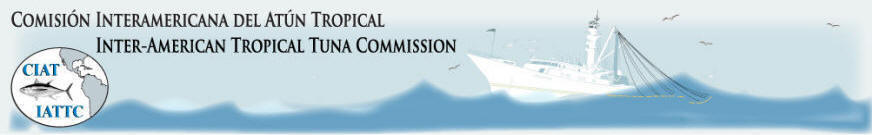 COMISIÓN INTERAMERICANA DEL ATÚN TROPICAL
INTER-AMERICAN TROPICAL TUNA COMMISSION
CIAT
IATTC